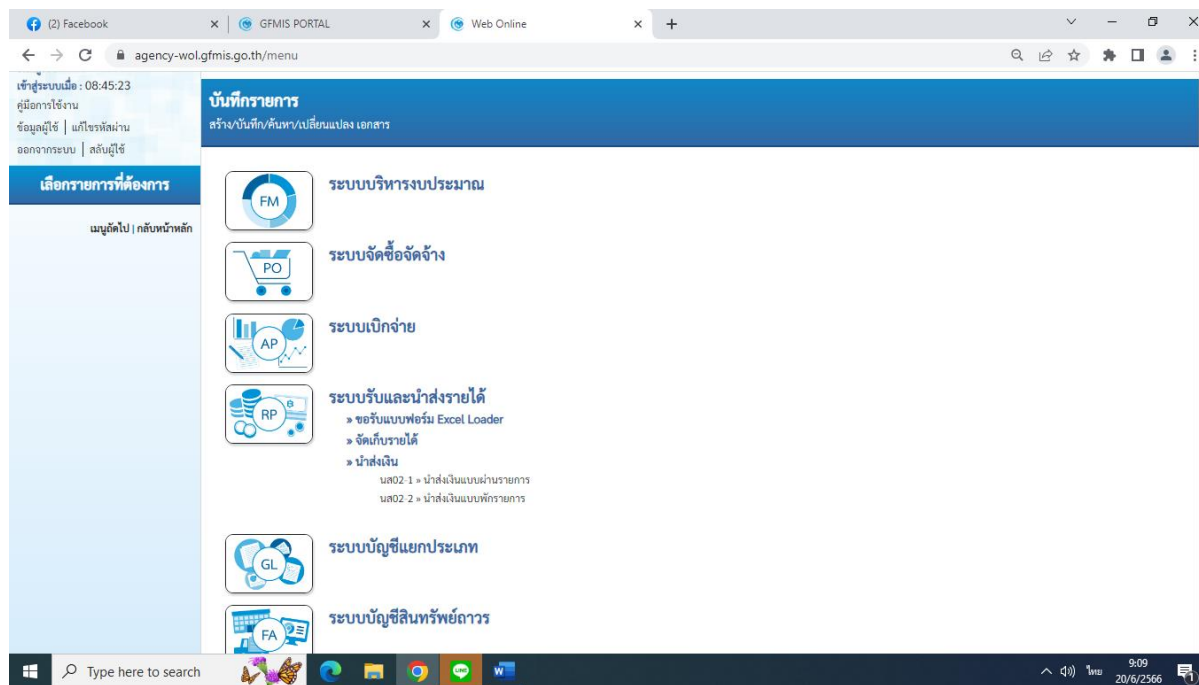 (2) Facebook
GFMIS PORTAL
Web Online
agency-wol.gfmis.go.th/menu
เข้าสู่ระบบเมื่อ : 08:45:23
คู่มือการใช้งาน
ข้อมูลผู้ใช้ | แก้ไขรหัสผ่าน
ออกจากระบบ | สลับผู้ใช้
เลือกรายการที่ต้องการ
เมนูถัดไป | กลับหน้าหลัก
บันทึกรายการ
สร้าง/บันทึก/ค้นหา/เปลี่ยนแปลง เอกสาร
FM
ระบบบริหารงบประมาณ
PO
ระบบจัดซื้อจัดจ้าง
AP
ระบบเบิกจ่าย
RP
ระบบรับและนำส่งรายได้
» ขอรับแบบฟอร์ม Excel Loader
» จัดเก็บรายได้
» นำส่งเงิน
นส02-1 » นำส่งเงินแบบผ่านรายการ
นส02-2 » นำส่งเงินแบบพักรายการ
GL
ระบบบัญชีแยกประเภท
FA
ระบบบัญชีสินทรัพย์ถาวร
Type here to search
LINE
W
ไทย
9:09
20/6/2566
1